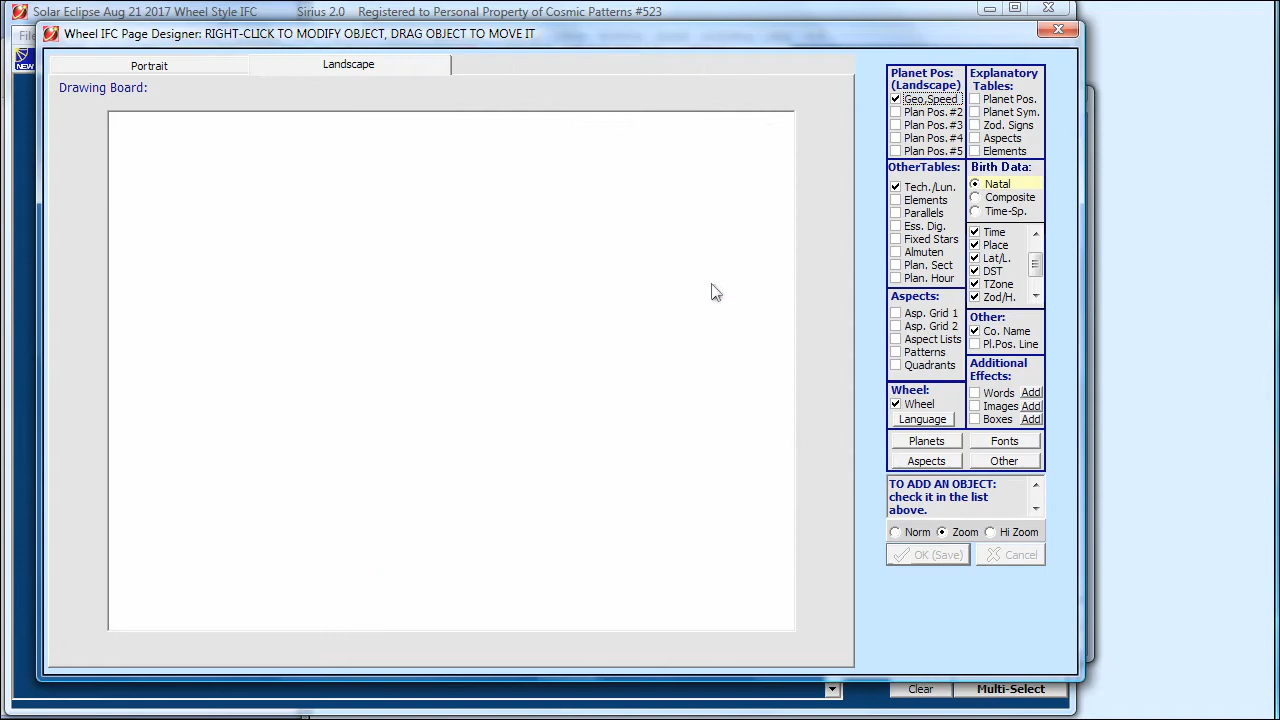 Solar Eclipse Aug 21 2017 Wheel Style IFC Sirius 2.0 Registered to Personal Property of Cosmic Patterns #523
Wheel IFC Page Designer: RIGHT-CLICK TO MODIFY OBJECT, DRAG OBJECT TO MOVE IT
NEW
Portrait Landscape
Drawing Board:
Planet Pos:
(Landscape)
Geo,Speed
Plan Pos.#2
Plan Pos.#3
Plan Pos.#4
Plan Pos.#5
Explanatory
Tables:
Planet Pos.
Planet Sym.
Zod. Signs
Aspects
Elements
OtherTables:
Tech./Lun.
Elements
Parallels
Ess. Dig.
Fixed Stars
Almuten
Plan. Sect
Plan. Hour
Birth Data:
Natal
Composite
Time-Sp.
Time
Place
Lat/L.
DST
TZone
Zod/H.
Aspects:
Asp. Grid 1
Asp. Grid 2
Aspect Lists
Patterns
Quadrants
Other:
Co. Name
Pl.Pos. Line
Additional
Effects:
Words Add
Images Add
Boxes Add
Wheel:
Wheel
Language
Planets Fonts
Aspects Other
TO ADD AN OBJECT:
check it in the list
above.
Norm Zoom Hi Zoom
OK (Save) Cancel
Clear Multi-Select